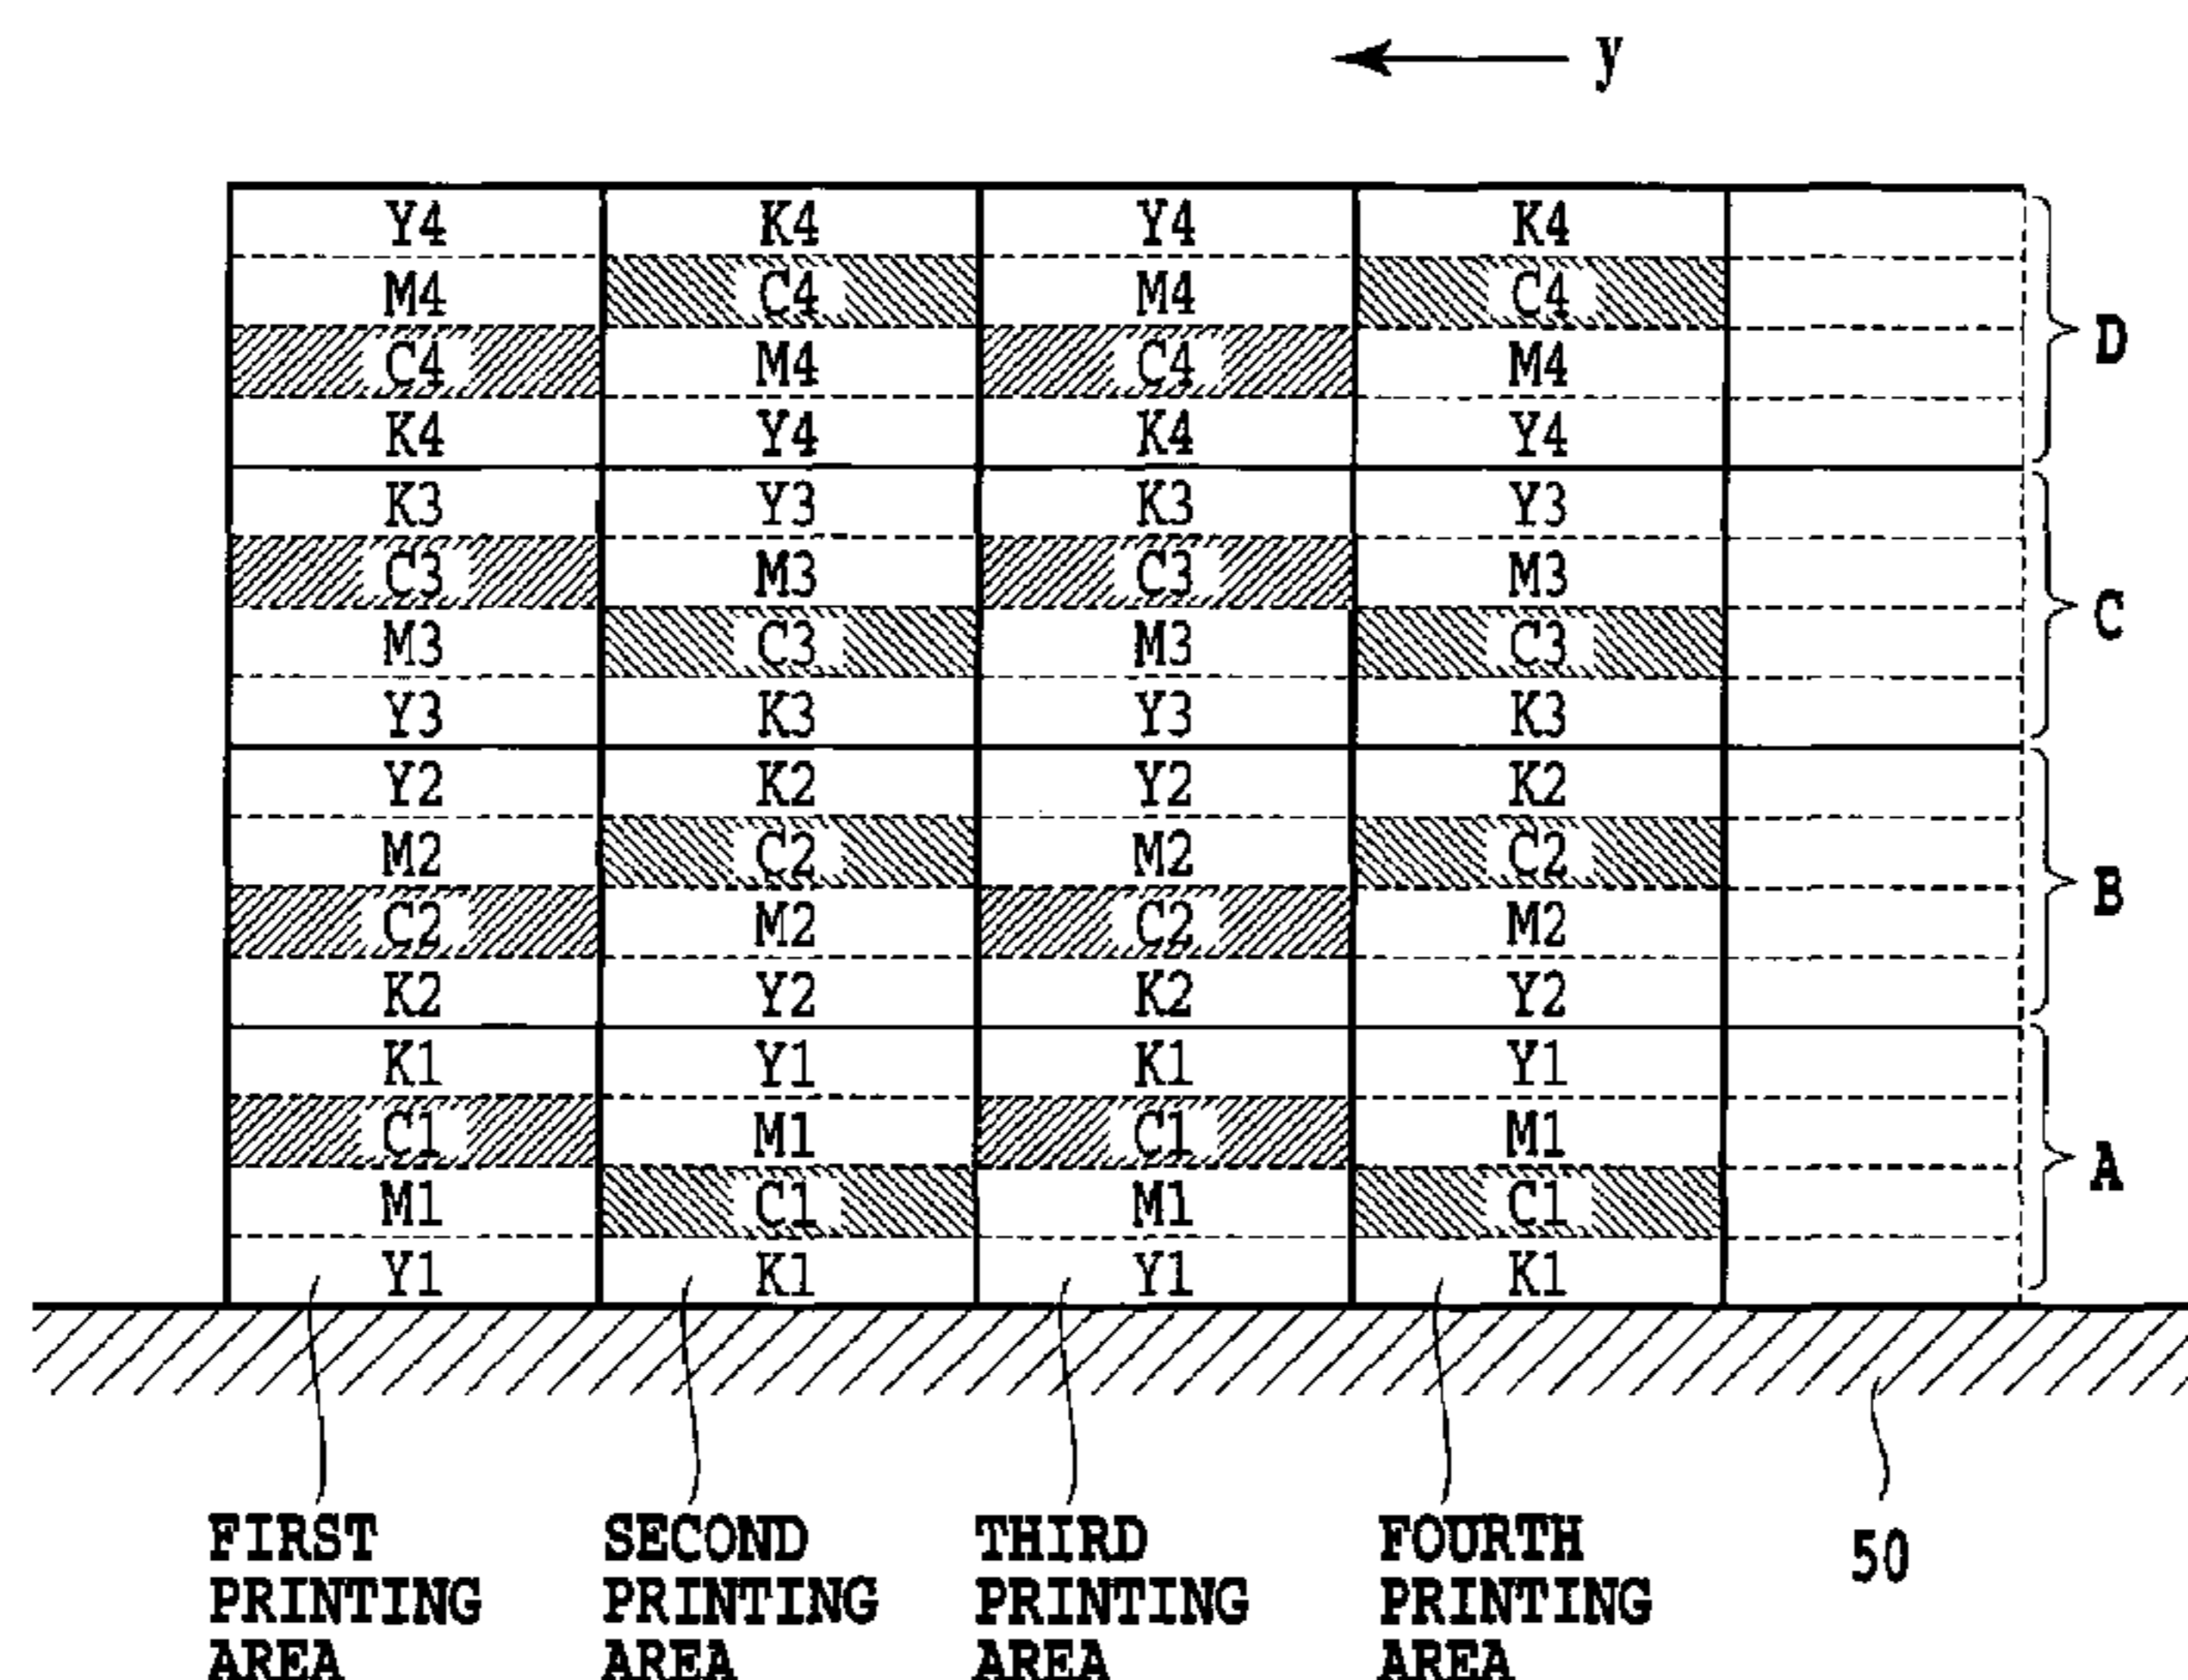 y
Y4 K4 Y4 K4
M4 C4 M4 C4
C4 M4 C4 M4
K4 Y4 K4 Y4
D
K3 Y3 K3 Y3
C3 M3 C3 M3
M3 C3 M3 C3
Y3 K3 Y3 K3
C
Y2 K2 Y2 K2
M2 C2 M2 C2
C2 M2 C2 M2
K2 Y2 K2 Y2
B
K1 Y1 K1 Y1
C1 M1 C1 M1
M1 C1 M1 C1
Y1 K1 Y1 K1
A
FIRST
PRINTING
AREA
SECOND
PRINTING
AREA
THIRD
PRINTING
AREA
FOURTH
PRINTING
AREA
50